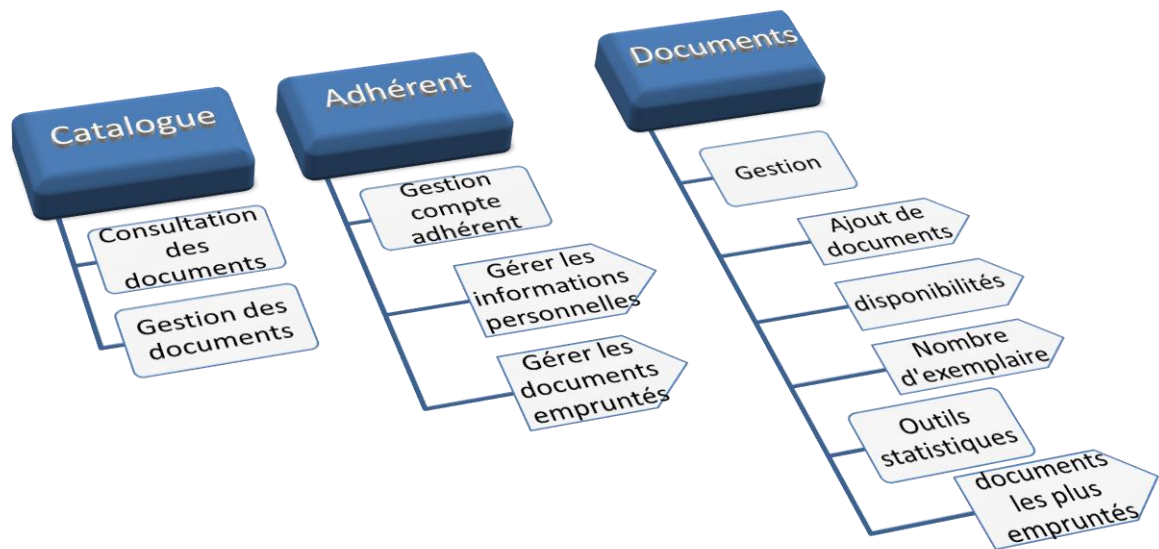 Catalogue
Consultation
des
documents
Gestion des
documents
Adhérent
Gestion
compte
adhérent
Gérer les
informations
personnelles
Gérer les
documents
empruntés
Documents
Gestion
Ajout de
documents
disponibilités
Nombre
d'exemplaire
Outils
statistiques
documents
les plus
empruntés